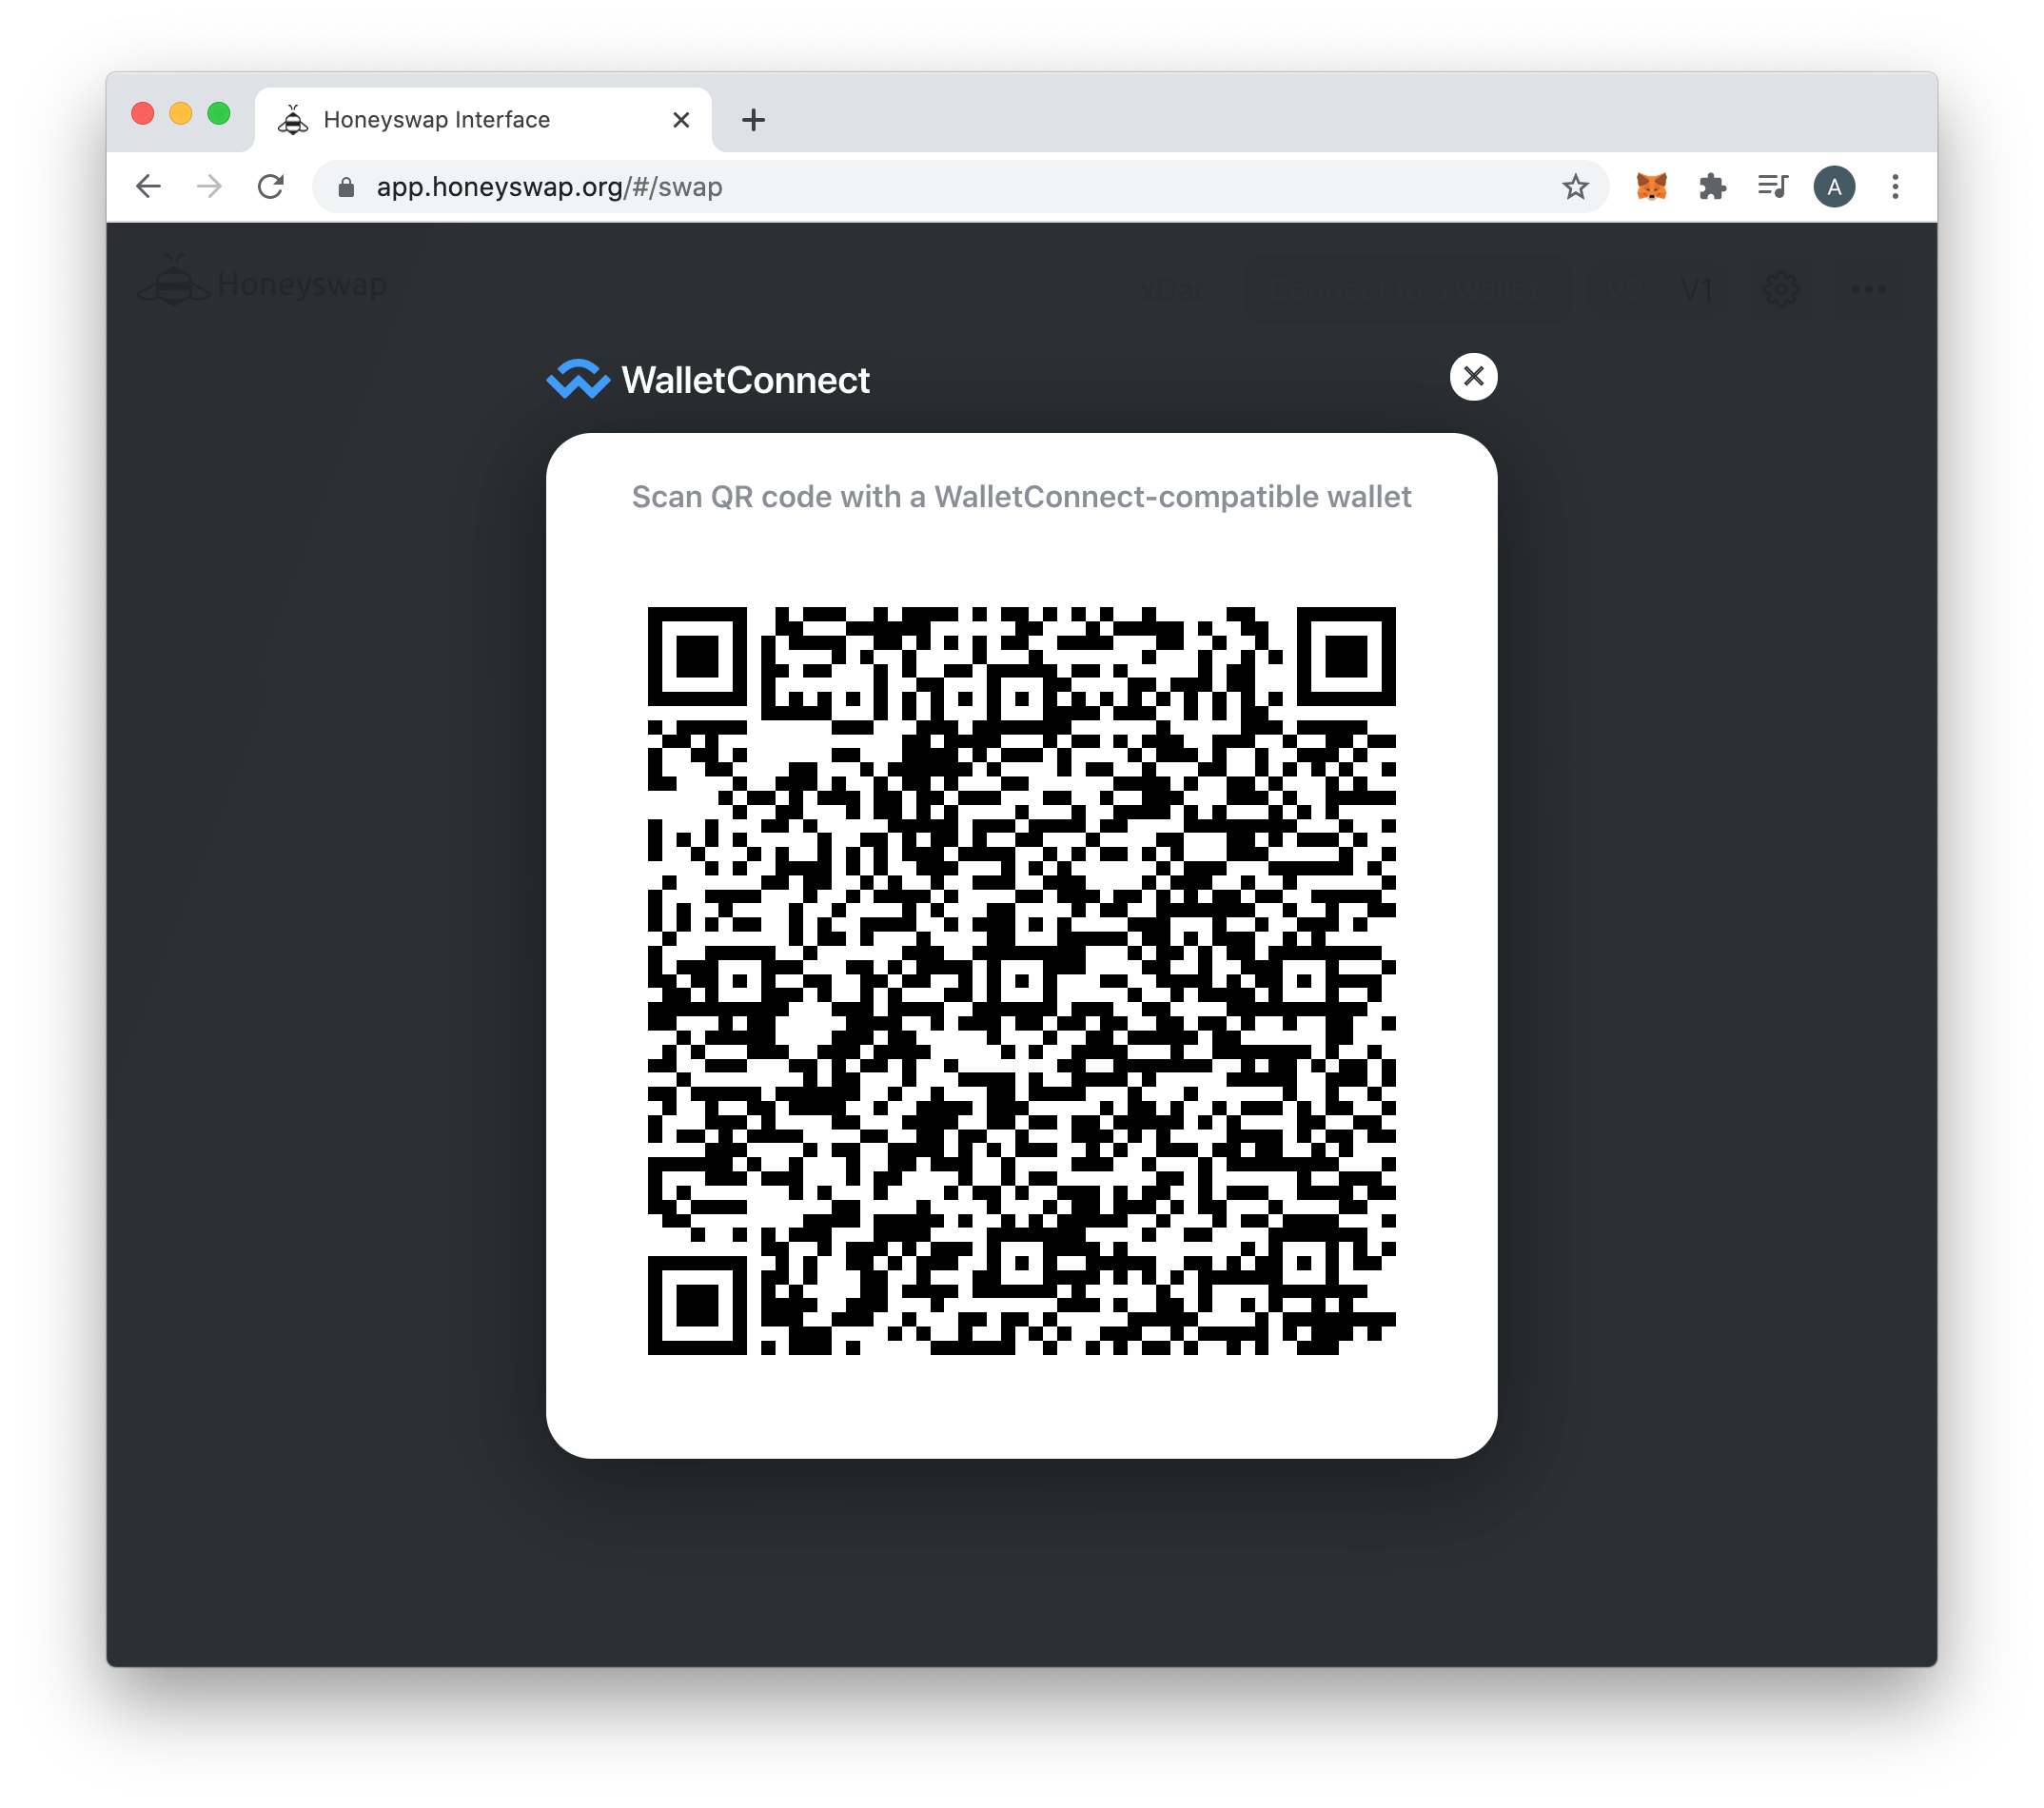 Honeyswap Interface
app.honeyswap.org/#/swap
A
Honeyswap
xDai
Connect to a wallet
V2
V1
WalletConnect
Scan QR code with a WalletConnect-compatible wallet